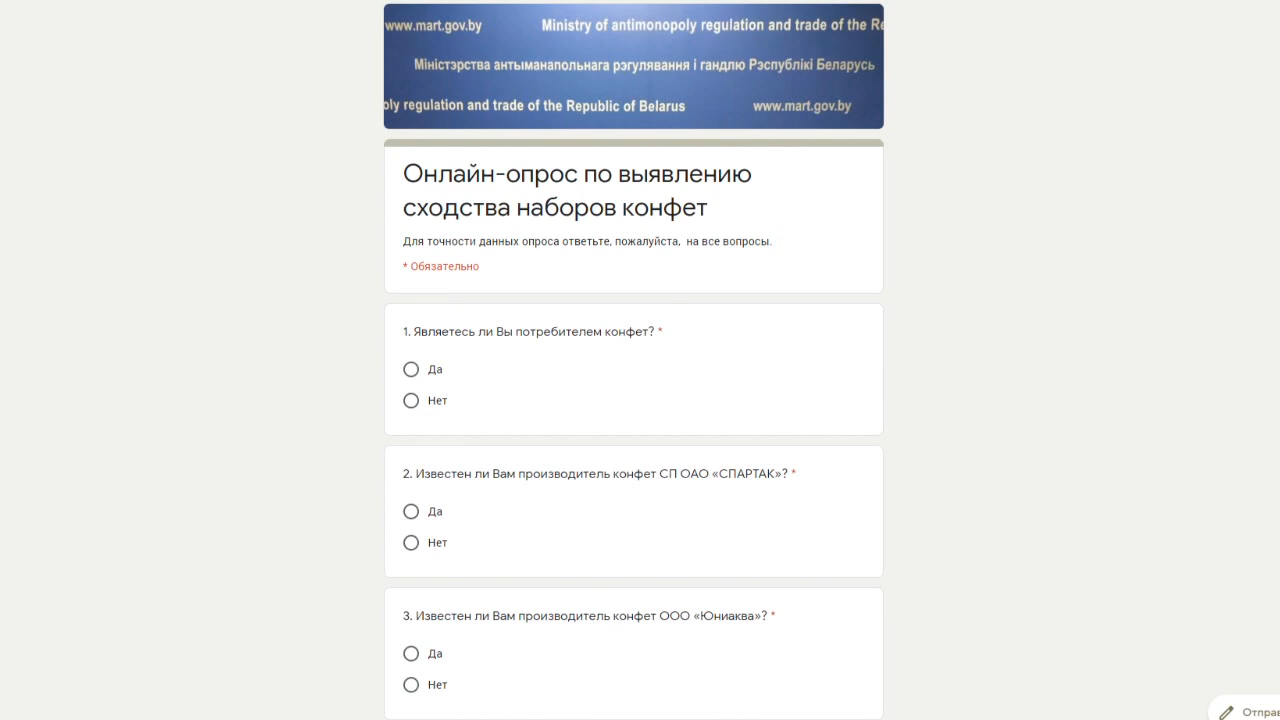 www.mart.gov.by Ministry of antimonopoly regulation and trade of the
Міністэрства антыманапольнага рэгулявання і гандлю Рэспублікі Беларусь
regulation and trade of the Republic of Belarus www.mart.gov.by
Онлайн-опрос по выявлению
сходства наборов конфет
Для точности данных опроса ответьте, пожалуйста, на все вопросы.
* Обязательно
1. Являетесь ли Вы потребителем конфет? *
Да
Нет
2. Известен ли Вам производитель конфет СП ОАО «СПАРТАК»? *
Да
Нет
3. Известен ли Вам производитель конфет ООО «Юниаква»? *
Да
Нет